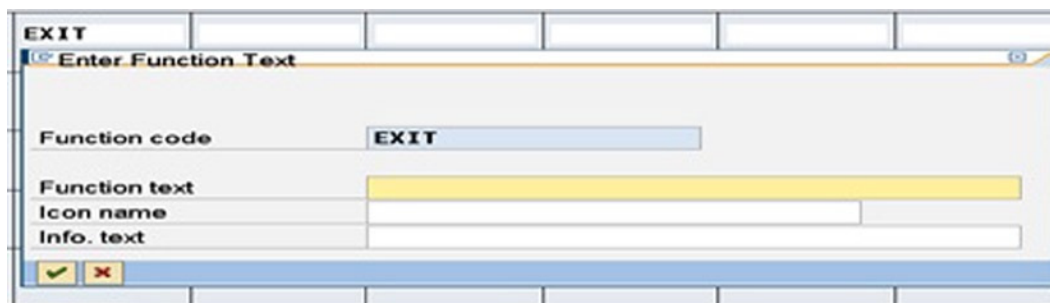 EXIT
Enter Function Text
Function code EXIT
Function text
Icon name
Info. text